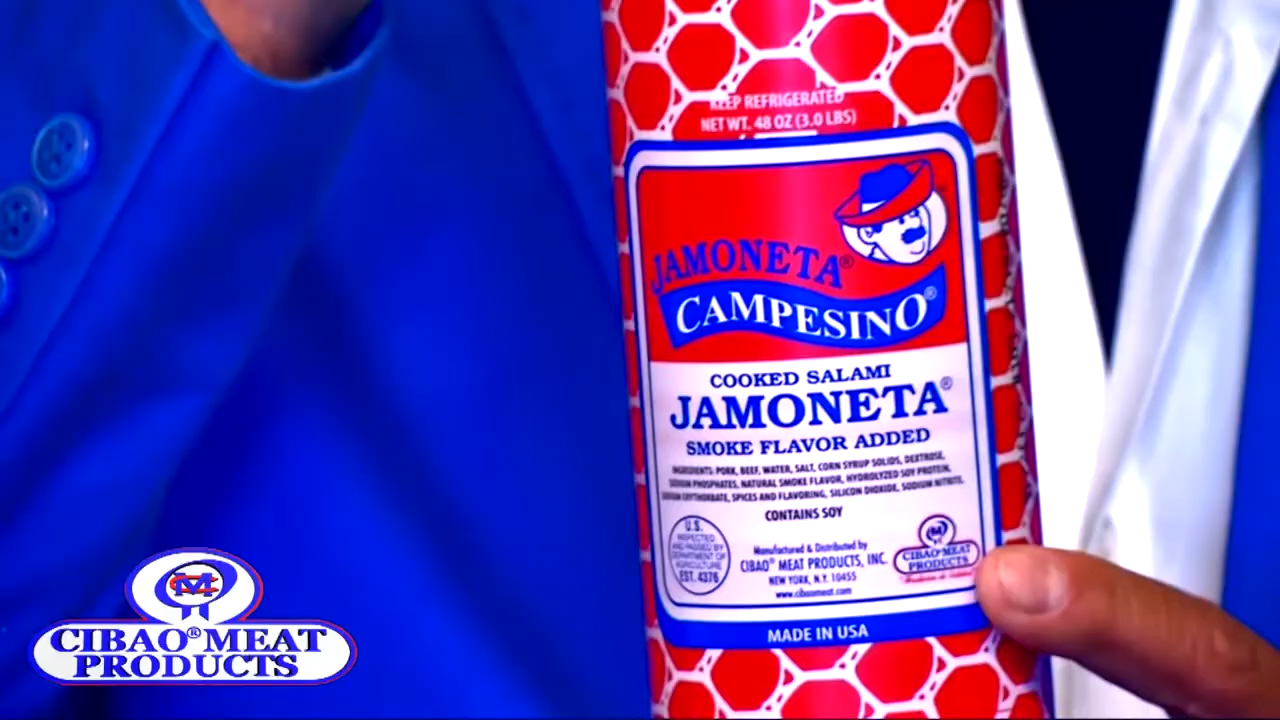 KEEP REFRIGERATED
NET WT. 48 OZ (3.0 LBS)
JAMONETA®
CAMPESINO®
COOKED SALAMI
JAMONETA®
SMOKE FLAVOR ADDED
INGREDIENTS: PORK, BEEF, WATER, SALT, CORN SYRUP SOLIDS, DEXTROSE,
SODIUM PHOSPHATES, NATURAL SMOKE FLAVOR, HYDROLYZED SOY PROTEIN,
SODIUM ERYTHORBATE, SPICES AND FLAVORING, SILICON DIOXIDE, SODIUM NITRITE.
CONTAINS SOY
U.S.
INSPECTED
AND PASSED BY
DEPARTMENT OF
AGRICULTURE
EST. 4376
Manufactured & Distributed by
CIBAO® MEAT PRODUCTS, INC.
NEW YORK, N.Y. 10455
www.cibaomeat.com
CIBAO® MEAT
PRODUCTS
MADE IN USA
CM
CIBAO® MEAT
PRODUCTS